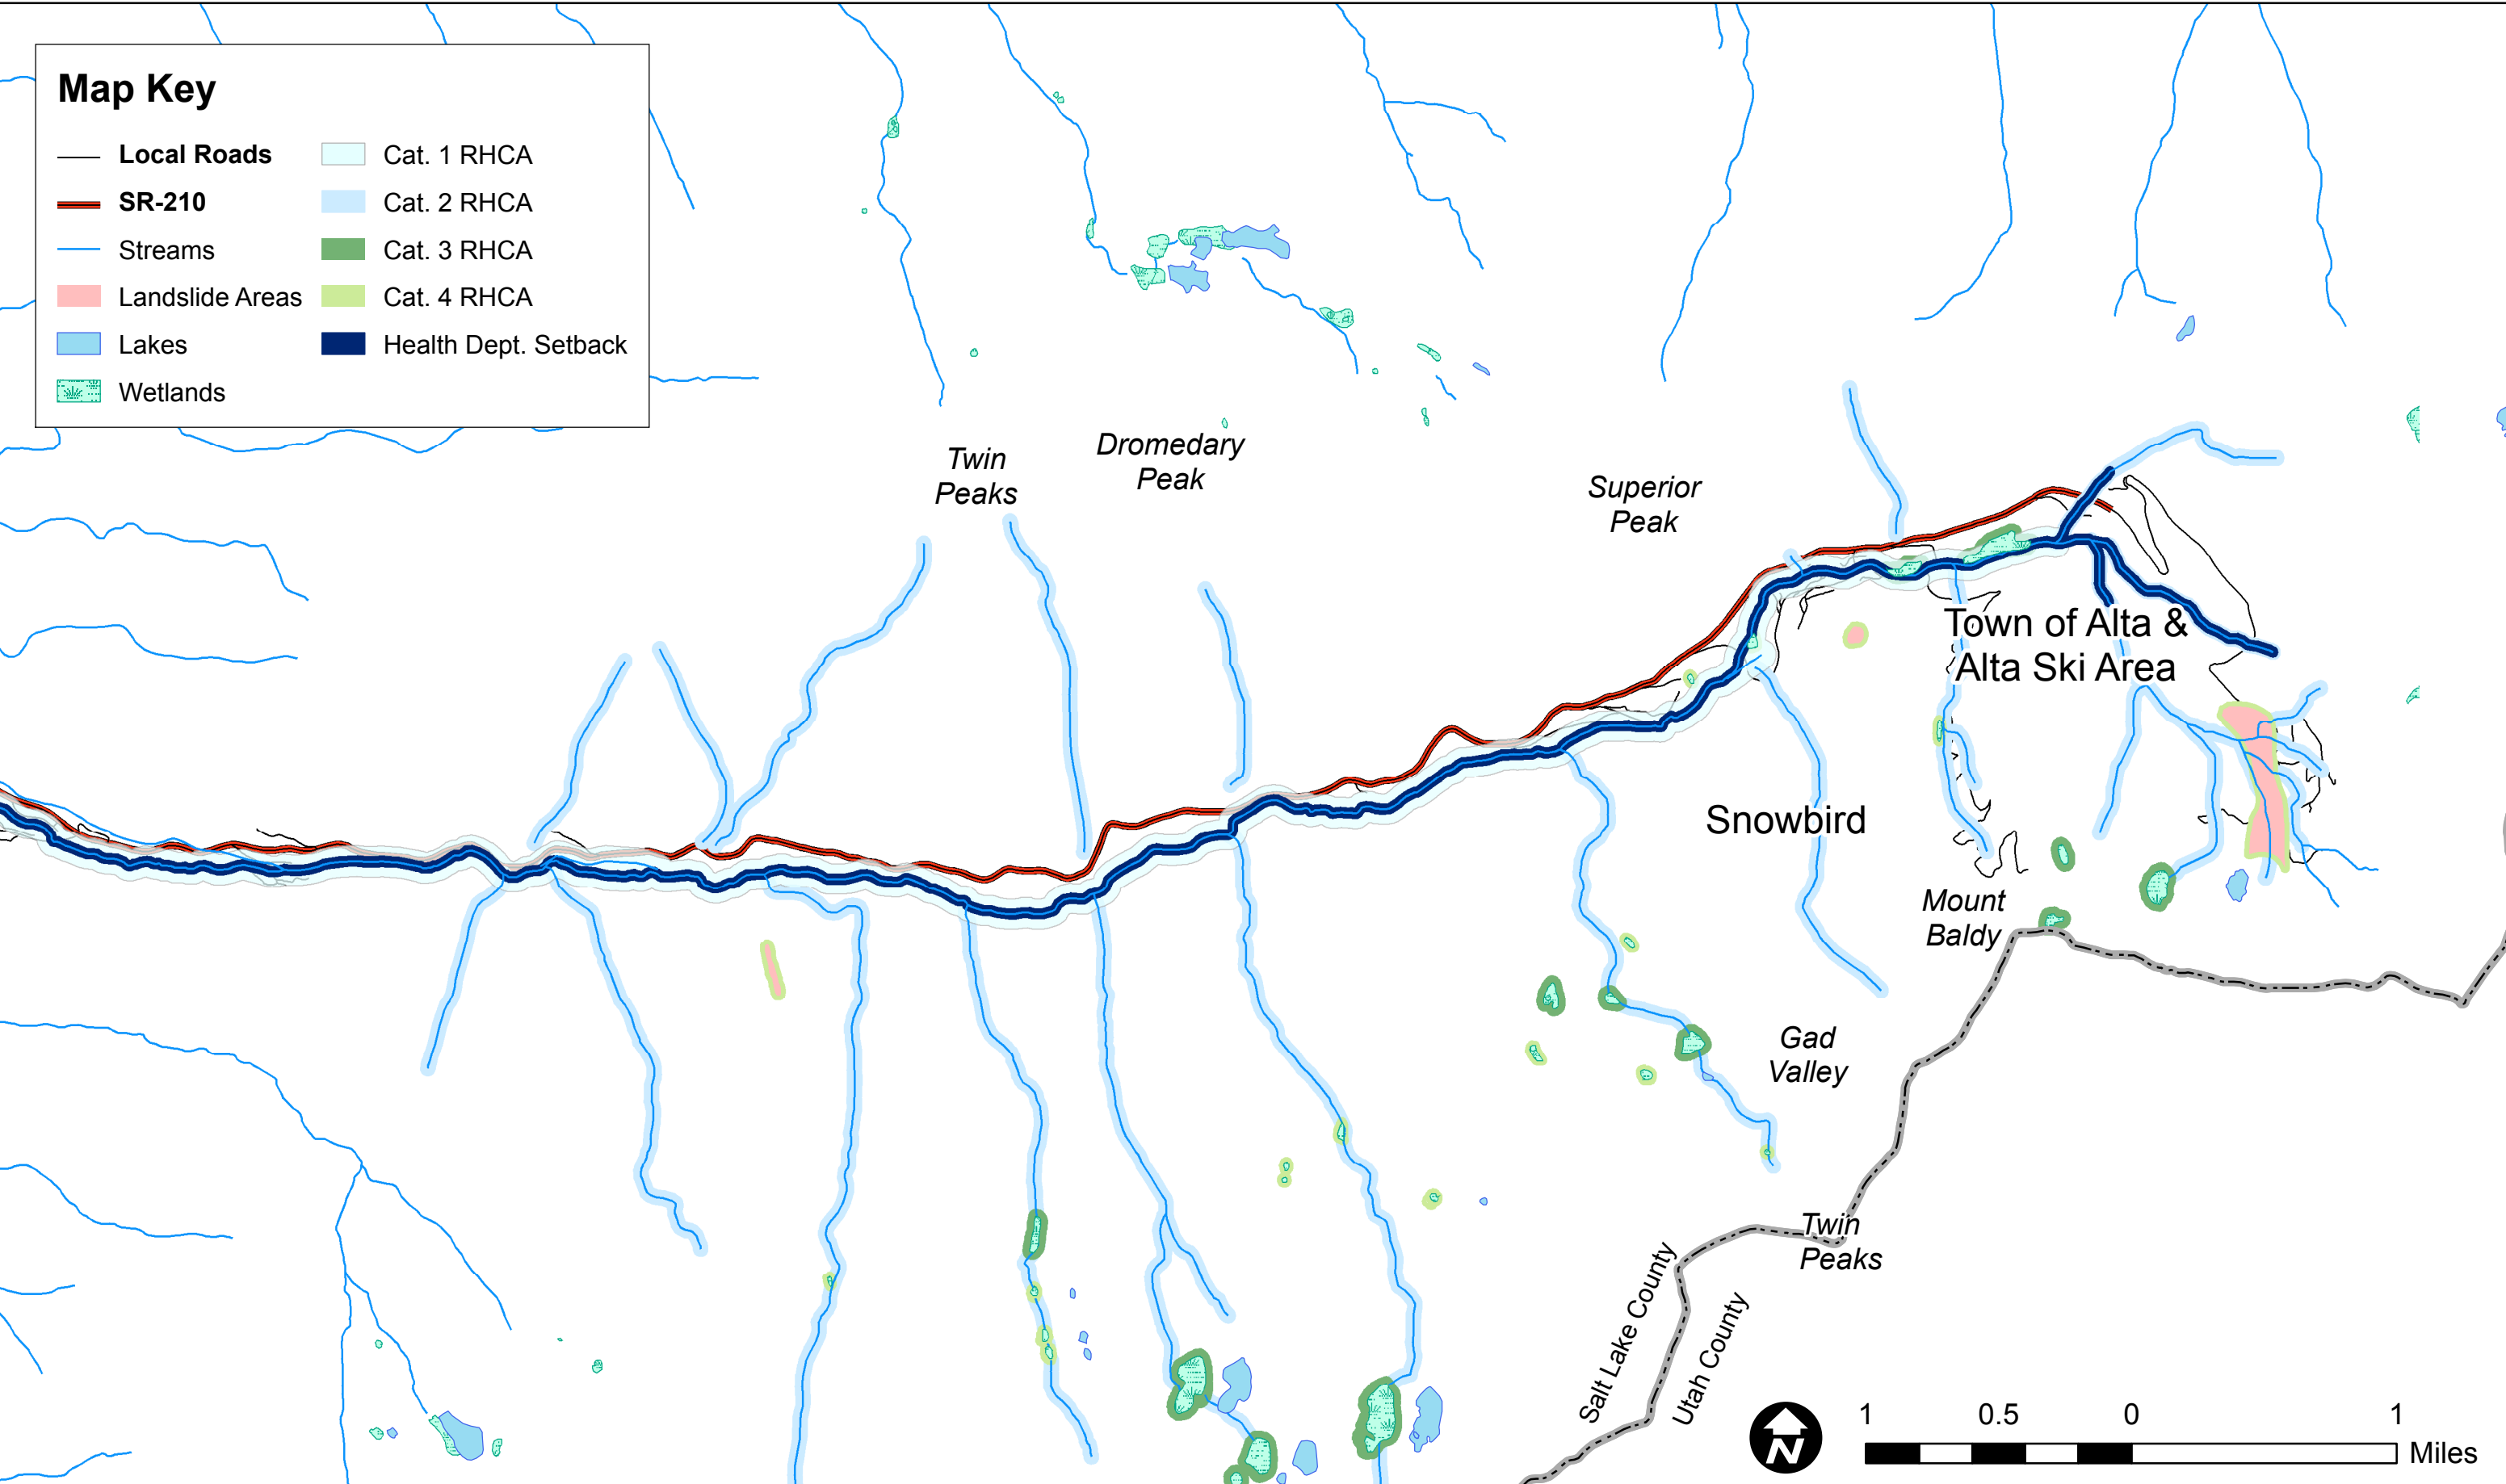 Map Key
Local Roads
SR-210
Streams
Landslide Areas
Lakes
Wetlands
Cat. 1 RHCA
Cat. 2 RHCA
Cat. 3 RHCA
Cat. 4 RHCA
Health Dept. Setback
Twin
Peaks
Dromedary
Peak
Superior
Peak
Town of Alta &
Alta Ski Area
Snowbird
Mount
Baldy
Gad
Valley
Twin
Peaks
Salt Lake County
Utah County
N
1 0.5 0 1
Miles